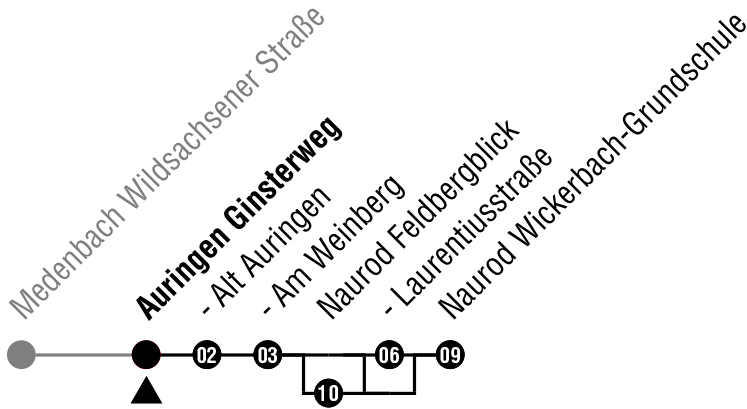 Medenbach Wildsachsener Straße
Auringen Ginsterweg
- Alt Auringen
- Am Weinberg
Naurod Feldbergblick
- Laurentiusstraße
Naurod Wickerbach-Grundschule
02
03
06
09
10